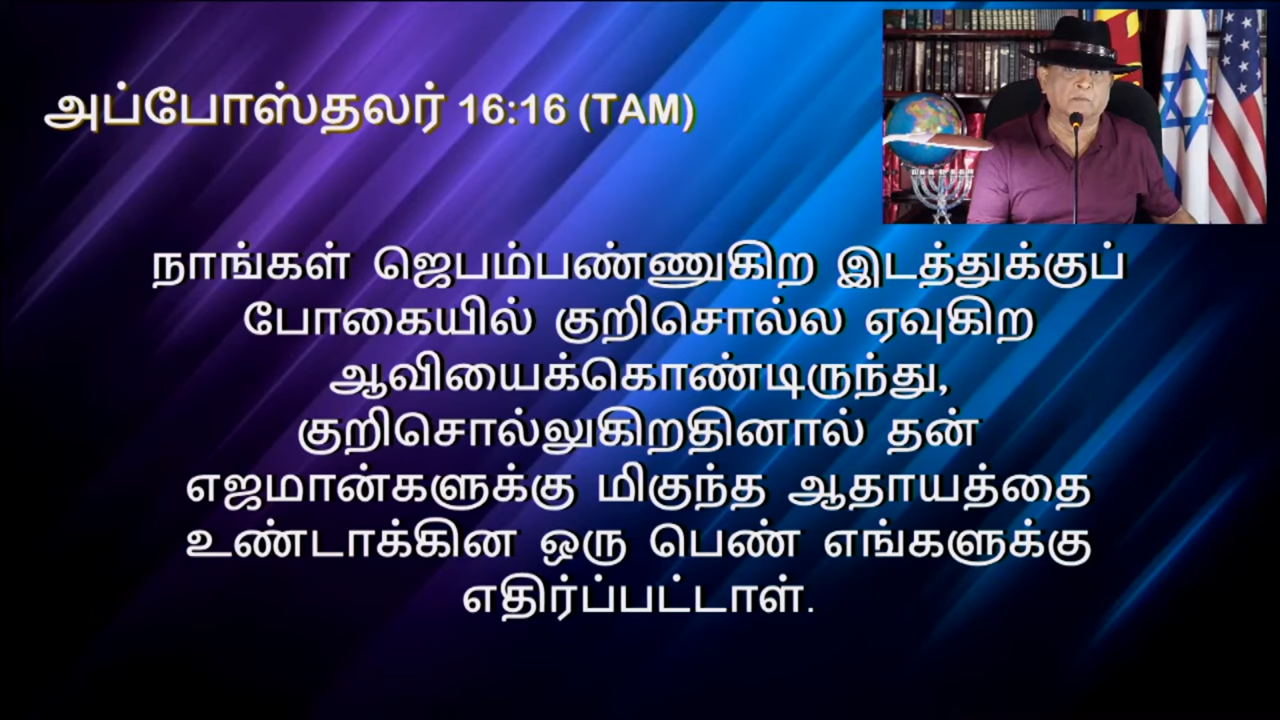 அப்போஸ்தலர் 16:16 (TAM)
நாங்கள் ஜெபம்பண்ணுகிற இடத்துக்குப்
போகையில் குறிசொல்ல ஏவுகிற
ஆவியைக்கொண்டிருந்து,
குறிசொல்லுகிறதினால் தன்
எஜமான்களுக்கு மிகுந்த ஆதாயத்தை
உண்டாக்கின ஒரு பெண் எங்களுக்கு
எதிர்ப்பட்டாள்.